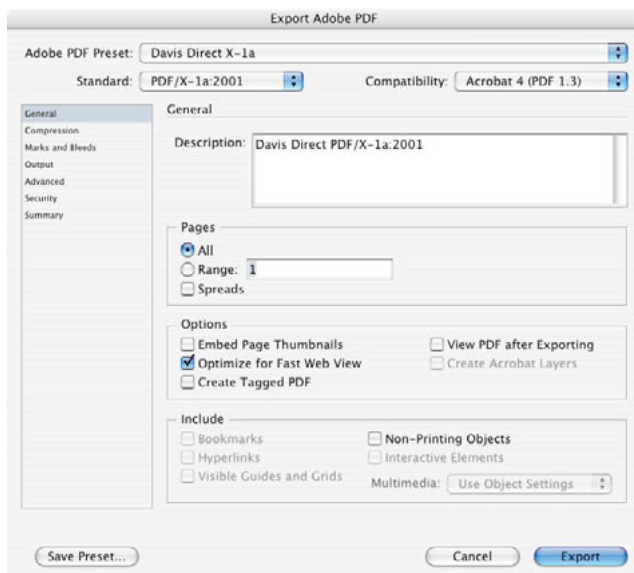 Export Adobe PDF
Adobe PDF Preset: Davis Direct X-1a
Standard: PDF/X-1a:2001 Compatibility: Acrobat 4 (PDF 1.3)
General
Compression
Marks and Bleeds
Output
Advanced
Security
Summary
General
Description: Davis Direct PDF/X-1a:2001
Pages
All
Range: 1
Spreads
Options
Embed Page Thumbnails View PDF after Exporting
Optimize for Fast Web View Create Acrobat Layers
Create Tagged PDF
Include
Bookmarks Non-Printing Objects
Hyperlinks Interactive Elements
Visible Guides and Grids Multimedia: Use Object Settings
Save Preset... Cancel Export